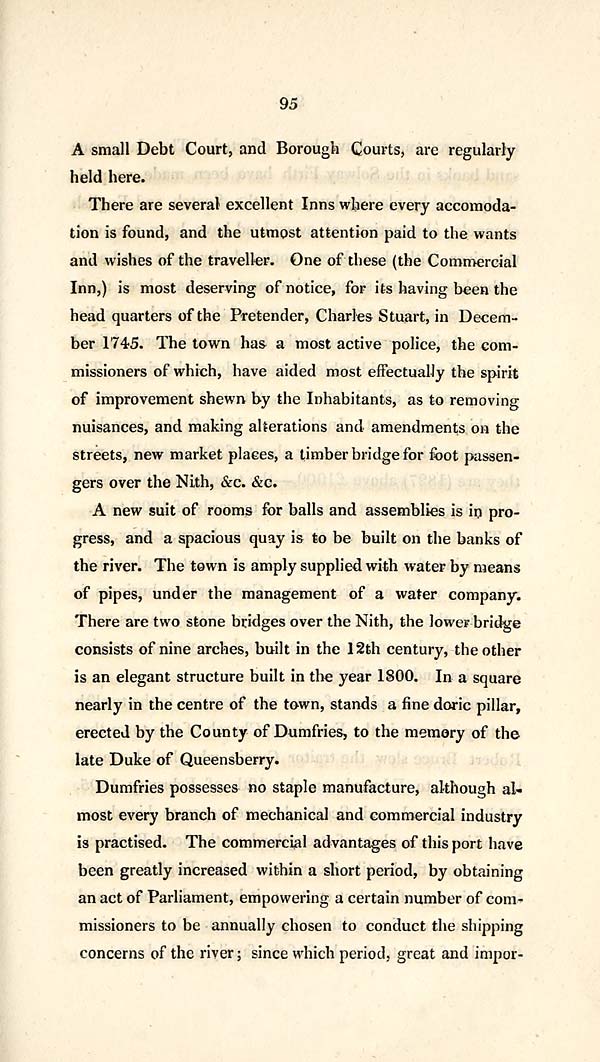 95
A small Debt Court, and Borough Courts, are regularly
held here.
There are several excellent Inns where every accomoda-
tion is found, and the utmost attention paid to the wants
and wishes of the traveller. One of these (the Commercial
Inn,) is most deserving of notice, for its having been the
head quarters of the Pretender, Charles Stuart, in Decem-
ber 1745. The town has a most active police, the com-
missioners of which, have aided most effectually the spirit
of improvement shewn by the Inhabitants, as to removing
nuisances, and making alterations and amendments on the
streets, new market places, a timber bridge for foot passen-
gers over the Nith, &c. &c.
A new suit of rooms for balls and assemblies is in pro-
gress, and a spacious quay is to be built on the banks of
the river. The town is amply supplied with water by means
of pipes, under the management of a water company.
There are two stone bridges over the Nith, the lower bridge
consists of nine arches, built in the 12th century, the other
is an elegant structure built in the year 1800. In a square
nearly in the centre of the town, stands a fine doric pillar,
erected by the County of Dumfries, to the memory of the
late Duke of Queensberry.
Dumfries possesses no staple manufacture, although al-
most every branch of mechanical and commercial industry
is practised. The commercial advantages of this port have
been greatly increased within a short period, by obtaining
an act of Parliament, empowering a certain number of com-
missioners to be annually chosen to conduct the shipping
concerns of the river; since which period, great and impor-